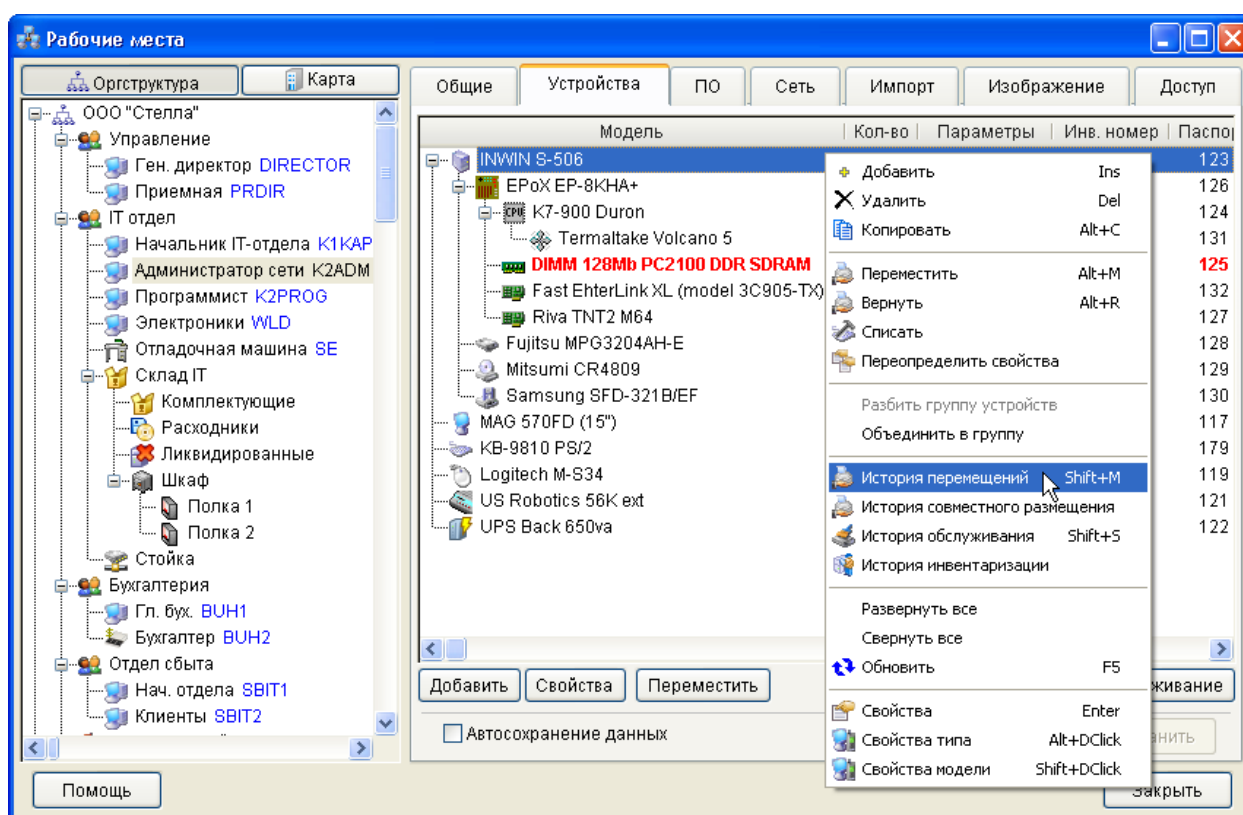 Рабочие места
Оргструктура
Карта
ООО "Стелла"
Управление
Ген. директор DIRECTOR
Приемная PRDIR
IT отдел
Начальник IT-отдела K1KAP
Администратор сети K2ADM
Программист K2PROG
Электроники WLD
Отладочная машина SE
Склад IT
Комплектующие
Расходники
Ликвидированные
Шкаф
Полка 1
Полка 2
Стойка
Бухгалтерия
Гл. бух. BUH1
Бухгалтер BUH2
Отдел сбыта
Нач. отдела SBIT1
Клиенты SBIT2
Общие Устройства ПО Сеть Импорт Изображение Доступ
Модель Кол-во Параметры Инв. номер Паспор
INWIN S-506 123
EPoX EP-8KHA+ 126
K7-900 Duron 124
Termaltake Volcano 5 131
DIMM 128Mb PC2100 DDR SDRAM 125
Fast EhterLink XL (model 3C905-TX) 132
Riva TNT2 M64 127
Fujitsu MPG3204AH-E 128
Mitsumi CR4809 129
Samsung SFD-321B/EF 130
MAG 570FD (15") 117
KB-9810 PS/2 179
Logitech M-S34 119
US Robotics 56K ext 121
UPS Back 650va 122
Добавить Ins
Удалить Del
Копировать Alt+C
Переместить Alt+M
Вернуть Alt+R
Списать
Переопределить свойства
Разбить группу устройств
Объединить в группу
История перемещений Shift+M
История совместного размещения
История обслуживания Shift+S
История инвентаризации
Развернуть все
Свернуть все
Обновить F5
Свойства Enter
Свойства типа Alt+DClick
Свойства модели Shift+DClick
Добавить Свойства Переместить живание
Автосохранение данных анить
Помощь Закрыть